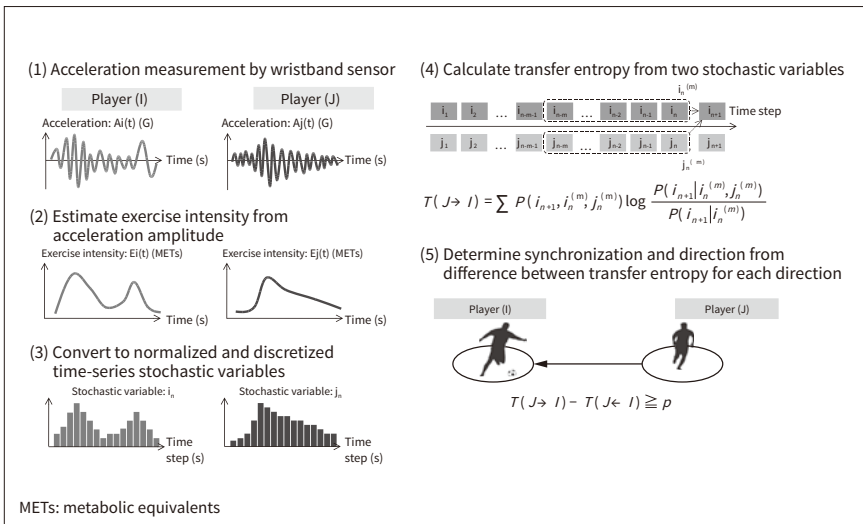 (1) Acceleration measurement by wristband sensor
Player (I)
Player (J)
Acceleration: Ai(t) (G)
Acceleration: Aj(t) (G)
Time (s)
Time (s)
(2) Estimate exercise intensity from
acceleration amplitude
Exercise intensity: Ei(t) (METs)
Exercise intensity: Ej(t) (METs)
Time (s)
Time (s)
(3) Convert to normalized and discretized
time-series stochastic variables
Stochastic variable: iₙ
Stochastic variable: jₙ
Time
step (s)
Time
step (s)
(4) Calculate transfer entropy from two stochastic variables
iₙ⁽ᵐ⁾
i₁ i₂ … iₙ₋ₘ₋₁ iₙ₋ₘ … iₙ₋₂ iₙ₋₁ iₙ iₙ₊₁ Time step
j₁ j₂ … jₙ₋ₘ₋₁ jₙ₋ₘ … jₙ₋₂ jₙ₋₁ jₙ jₙ₊₁
jₙ⁽ᵐ⁾
T(J→ I) = ∑ P(iₙ₊₁, iₙ⁽ᵐ⁾, jₙ⁽ᵐ⁾) log P(iₙ₊₁|iₙ⁽ᵐ⁾, jₙ⁽ᵐ⁾)
P(iₙ₊₁|iₙ⁽ᵐ⁾)
(5) Determine synchronization and direction from
difference between transfer entropy for each direction
Player (I)
Player (J)
T(J→ I) − T(J← I) ≧ p
METs: metabolic equivalents